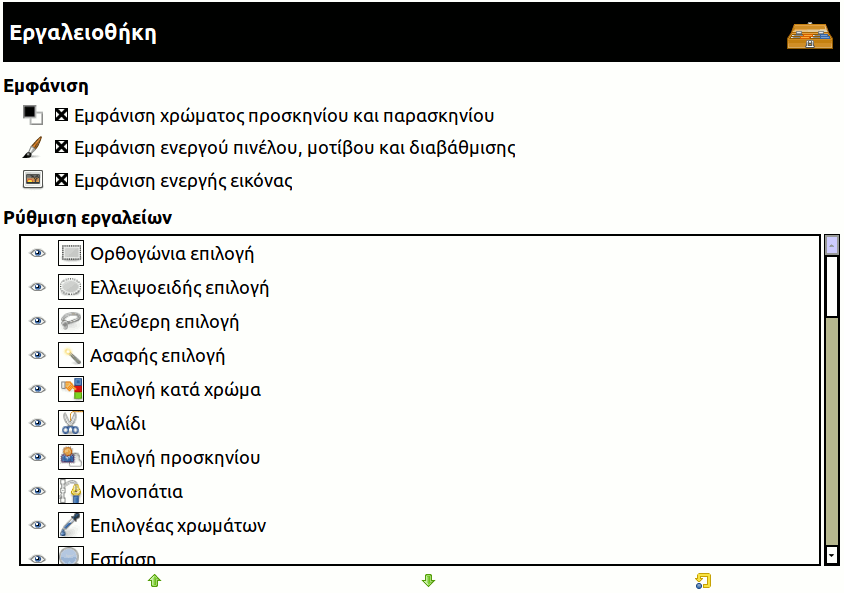 Εργαλειοθήκη
Εμφάνιση
Εμφάνιση χρώματος προσκηνίου και παρασκηνίου
Εμφάνιση ενεργού πινέλου, μοτίβου και διαβάθμισης
Εμφάνιση ενεργής εικόνας
Ρύθμιση εργαλείων
Ορθογώνια επιλογή
Ελλειψοειδής επιλογή
Ελεύθερη επιλογή
Ασαφής επιλογή
Επιλογή κατά χρώμα
Ψαλίδι
Επιλογή προσκηνίου
Μονοπάτια
Επιλογέας χρωμάτων
Εστίαση